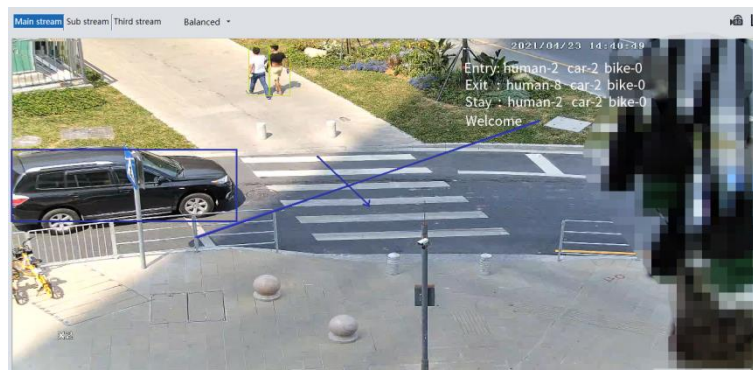 Main stream Sub stream Third stream Balanced
2021/04/23 14:40:49
Entry: human-2 car-2 bike-0
Exit : human-8 car-2 bike-0
Stay : human-2 car-2 bike-0
Welcome